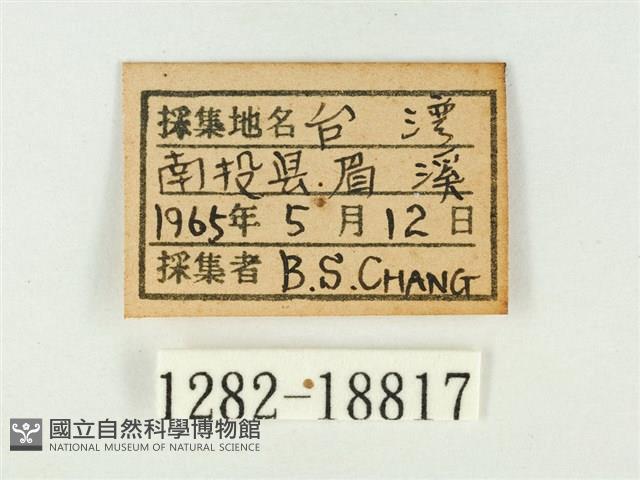 採集地名 台 湾
南投县.眉 溪
1965年 5 月 12 日
採集者 B.S.CHANG
1282-18817
國立自然科學博物館
NATIONAL MUSEUM OF NATURAL SCIENCE